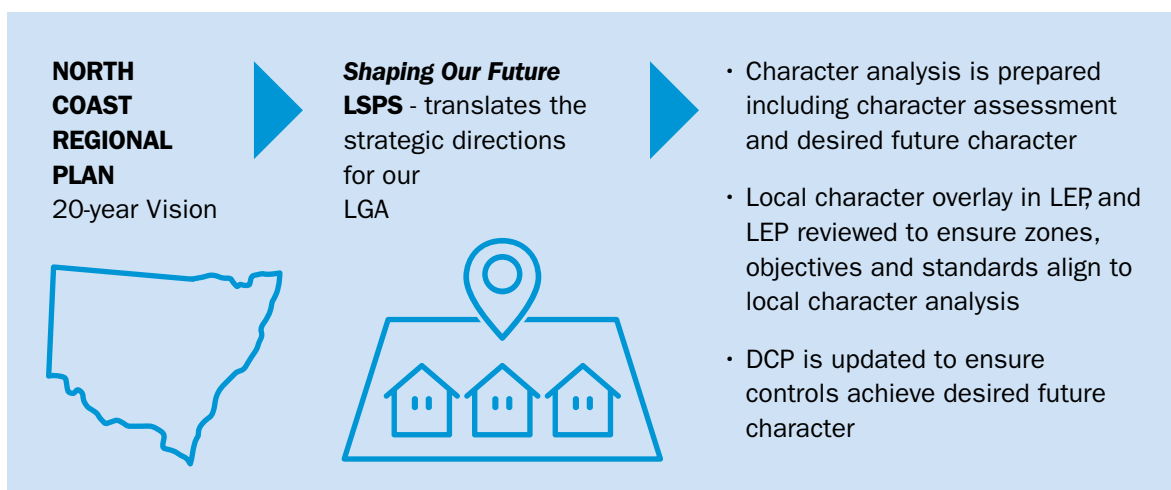 NORTH
COAST
REGIONAL
PLAN
20-year Vision
Shaping Our Future
LSPS - translates the
strategic directions
for our
LGA
· Character analysis is prepared
including character assessment
and desired future character
· Local character overlay in LEP, and
LEP reviewed to ensure zones,
objectives and standards align to
local character analysis
· DCP is updated to ensure
controls achieve desired future
character